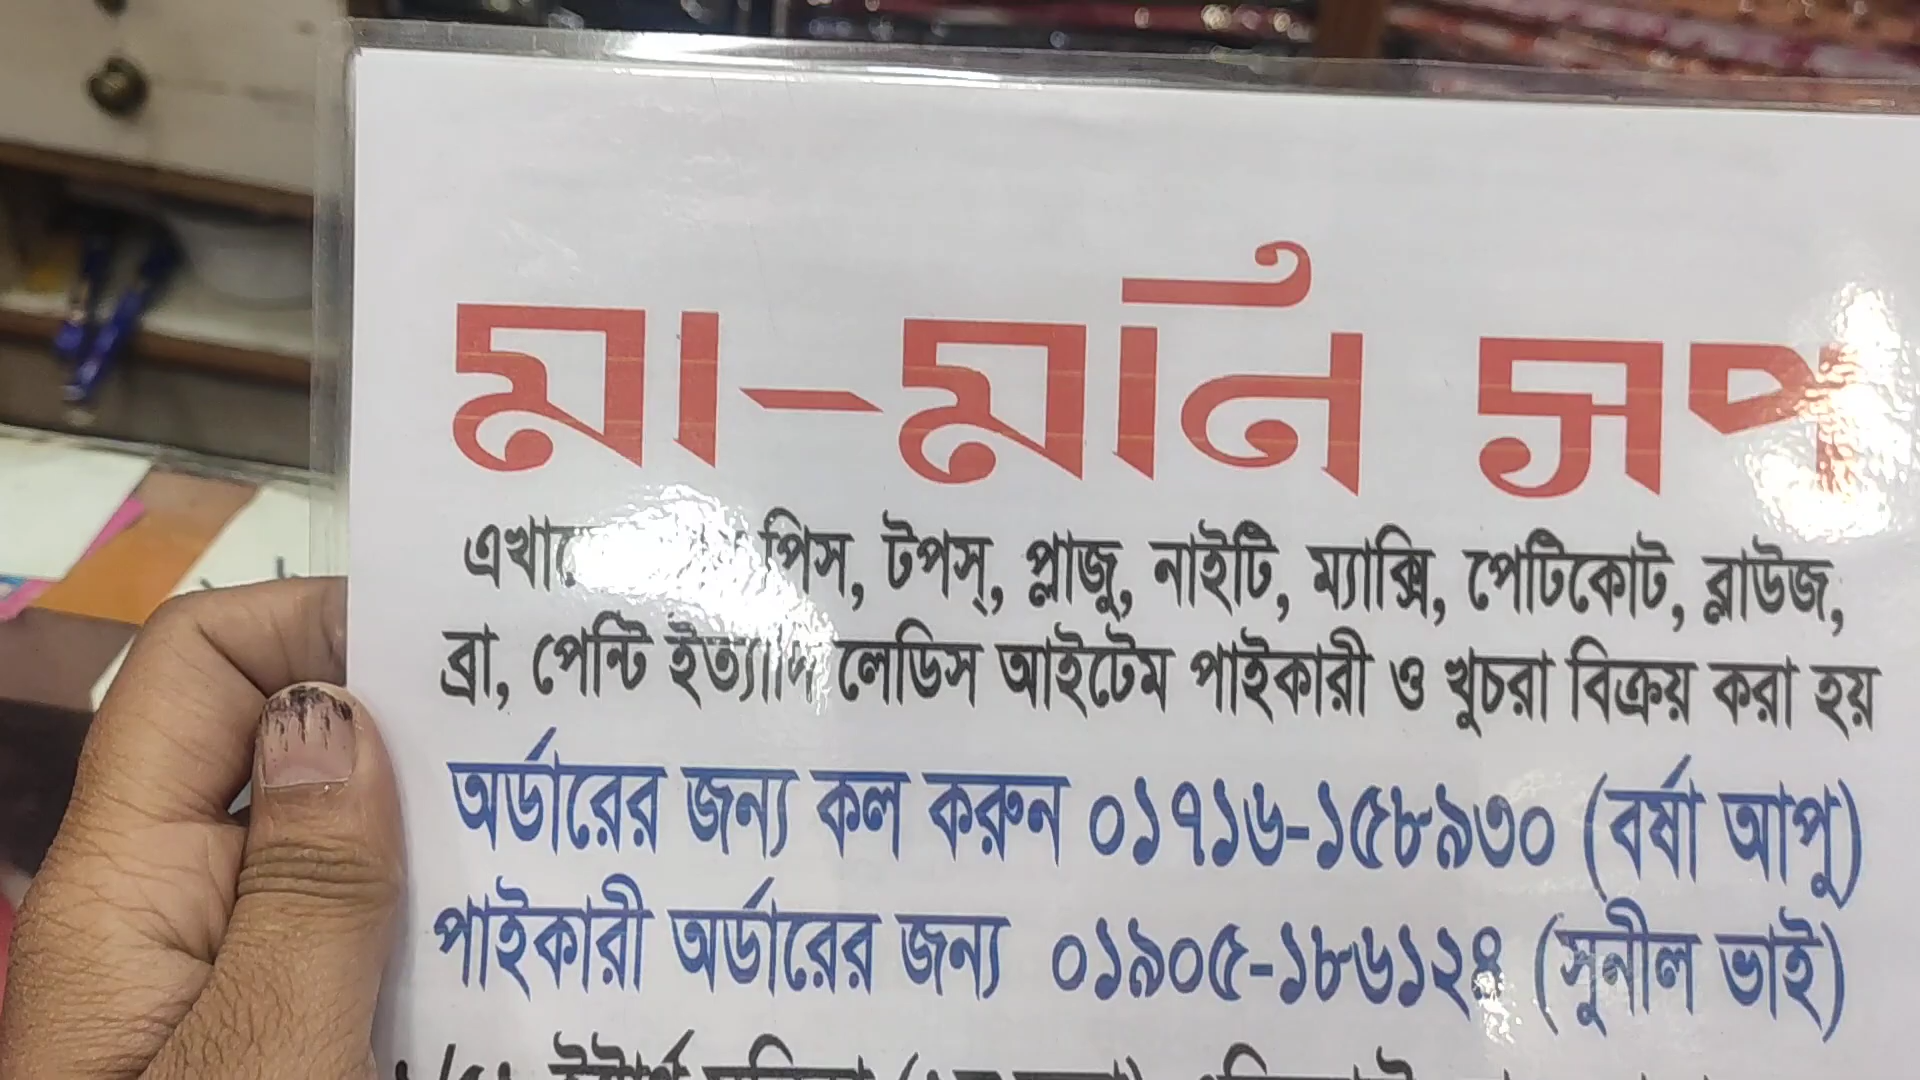 মা-মনি সপ
পিস, টপস্, প্লাজু, নাইটি, ম্যাক্সি, পেটিকোট, ব্লাউজ,
ব্রা, পেন্টি ইত্যাদি লেডিস আইটেম পাইকারী ও খুচরা বিক্রয় করা হয়
অর্ডারের জন্য কল করুন ০১৭১৬-১৫৮৯৩০ (বর্ষা আপু)
পাইকারী অর্ডারের জন্য ০১৯০৫-১৮৬১২৪ (সুনীল ভাই)